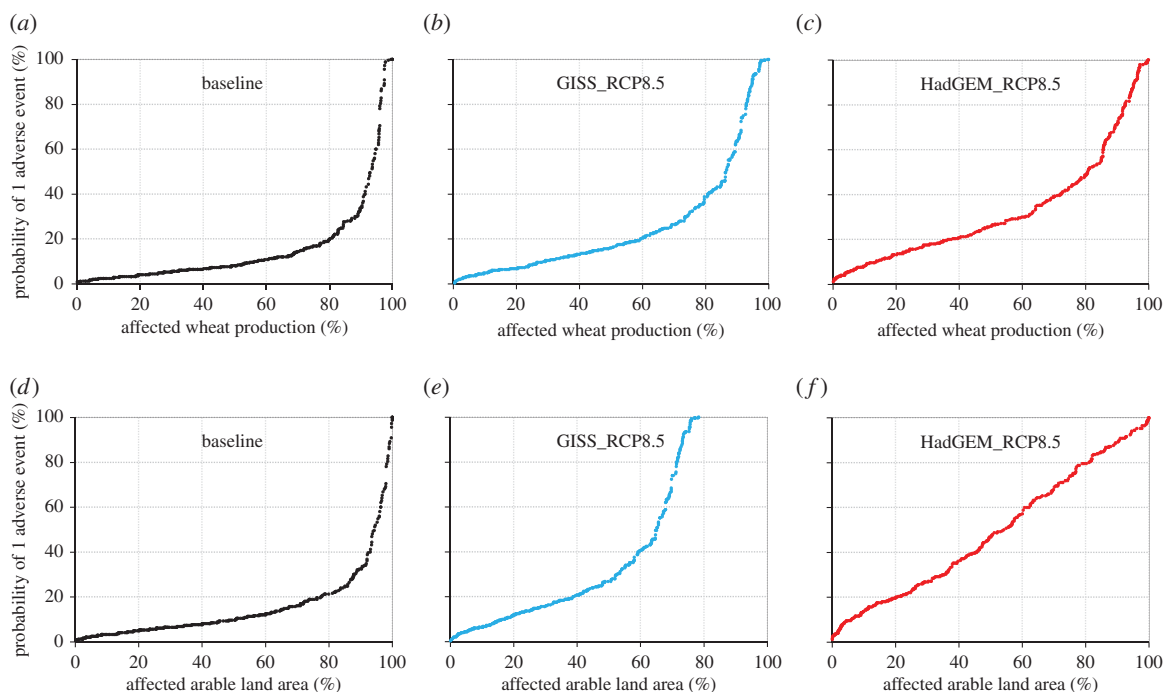 (a)
(b)
(c)
probability of 1 adverse event (%)
100
80
60
40
20
0
baseline
GISS_RCP8.5
HadGEM_RCP8.5
0 20 40 60 80 100
0 20 40 60 80 100
0 20 40 60 80 100
affected wheat production (%)
affected wheat production (%)
affected wheat production (%)
(d)
(e)
(f)
probability of 1 adverse event (%)
100
80
60
40
20
0
baseline
GISS_RCP8.5
HadGEM_RCP8.5
0 20 40 60 80 100
0 20 40 60 80 100
0 20 40 60 80 100
affected arable land area (%)
affected arable land area (%)
affected arable land area (%)